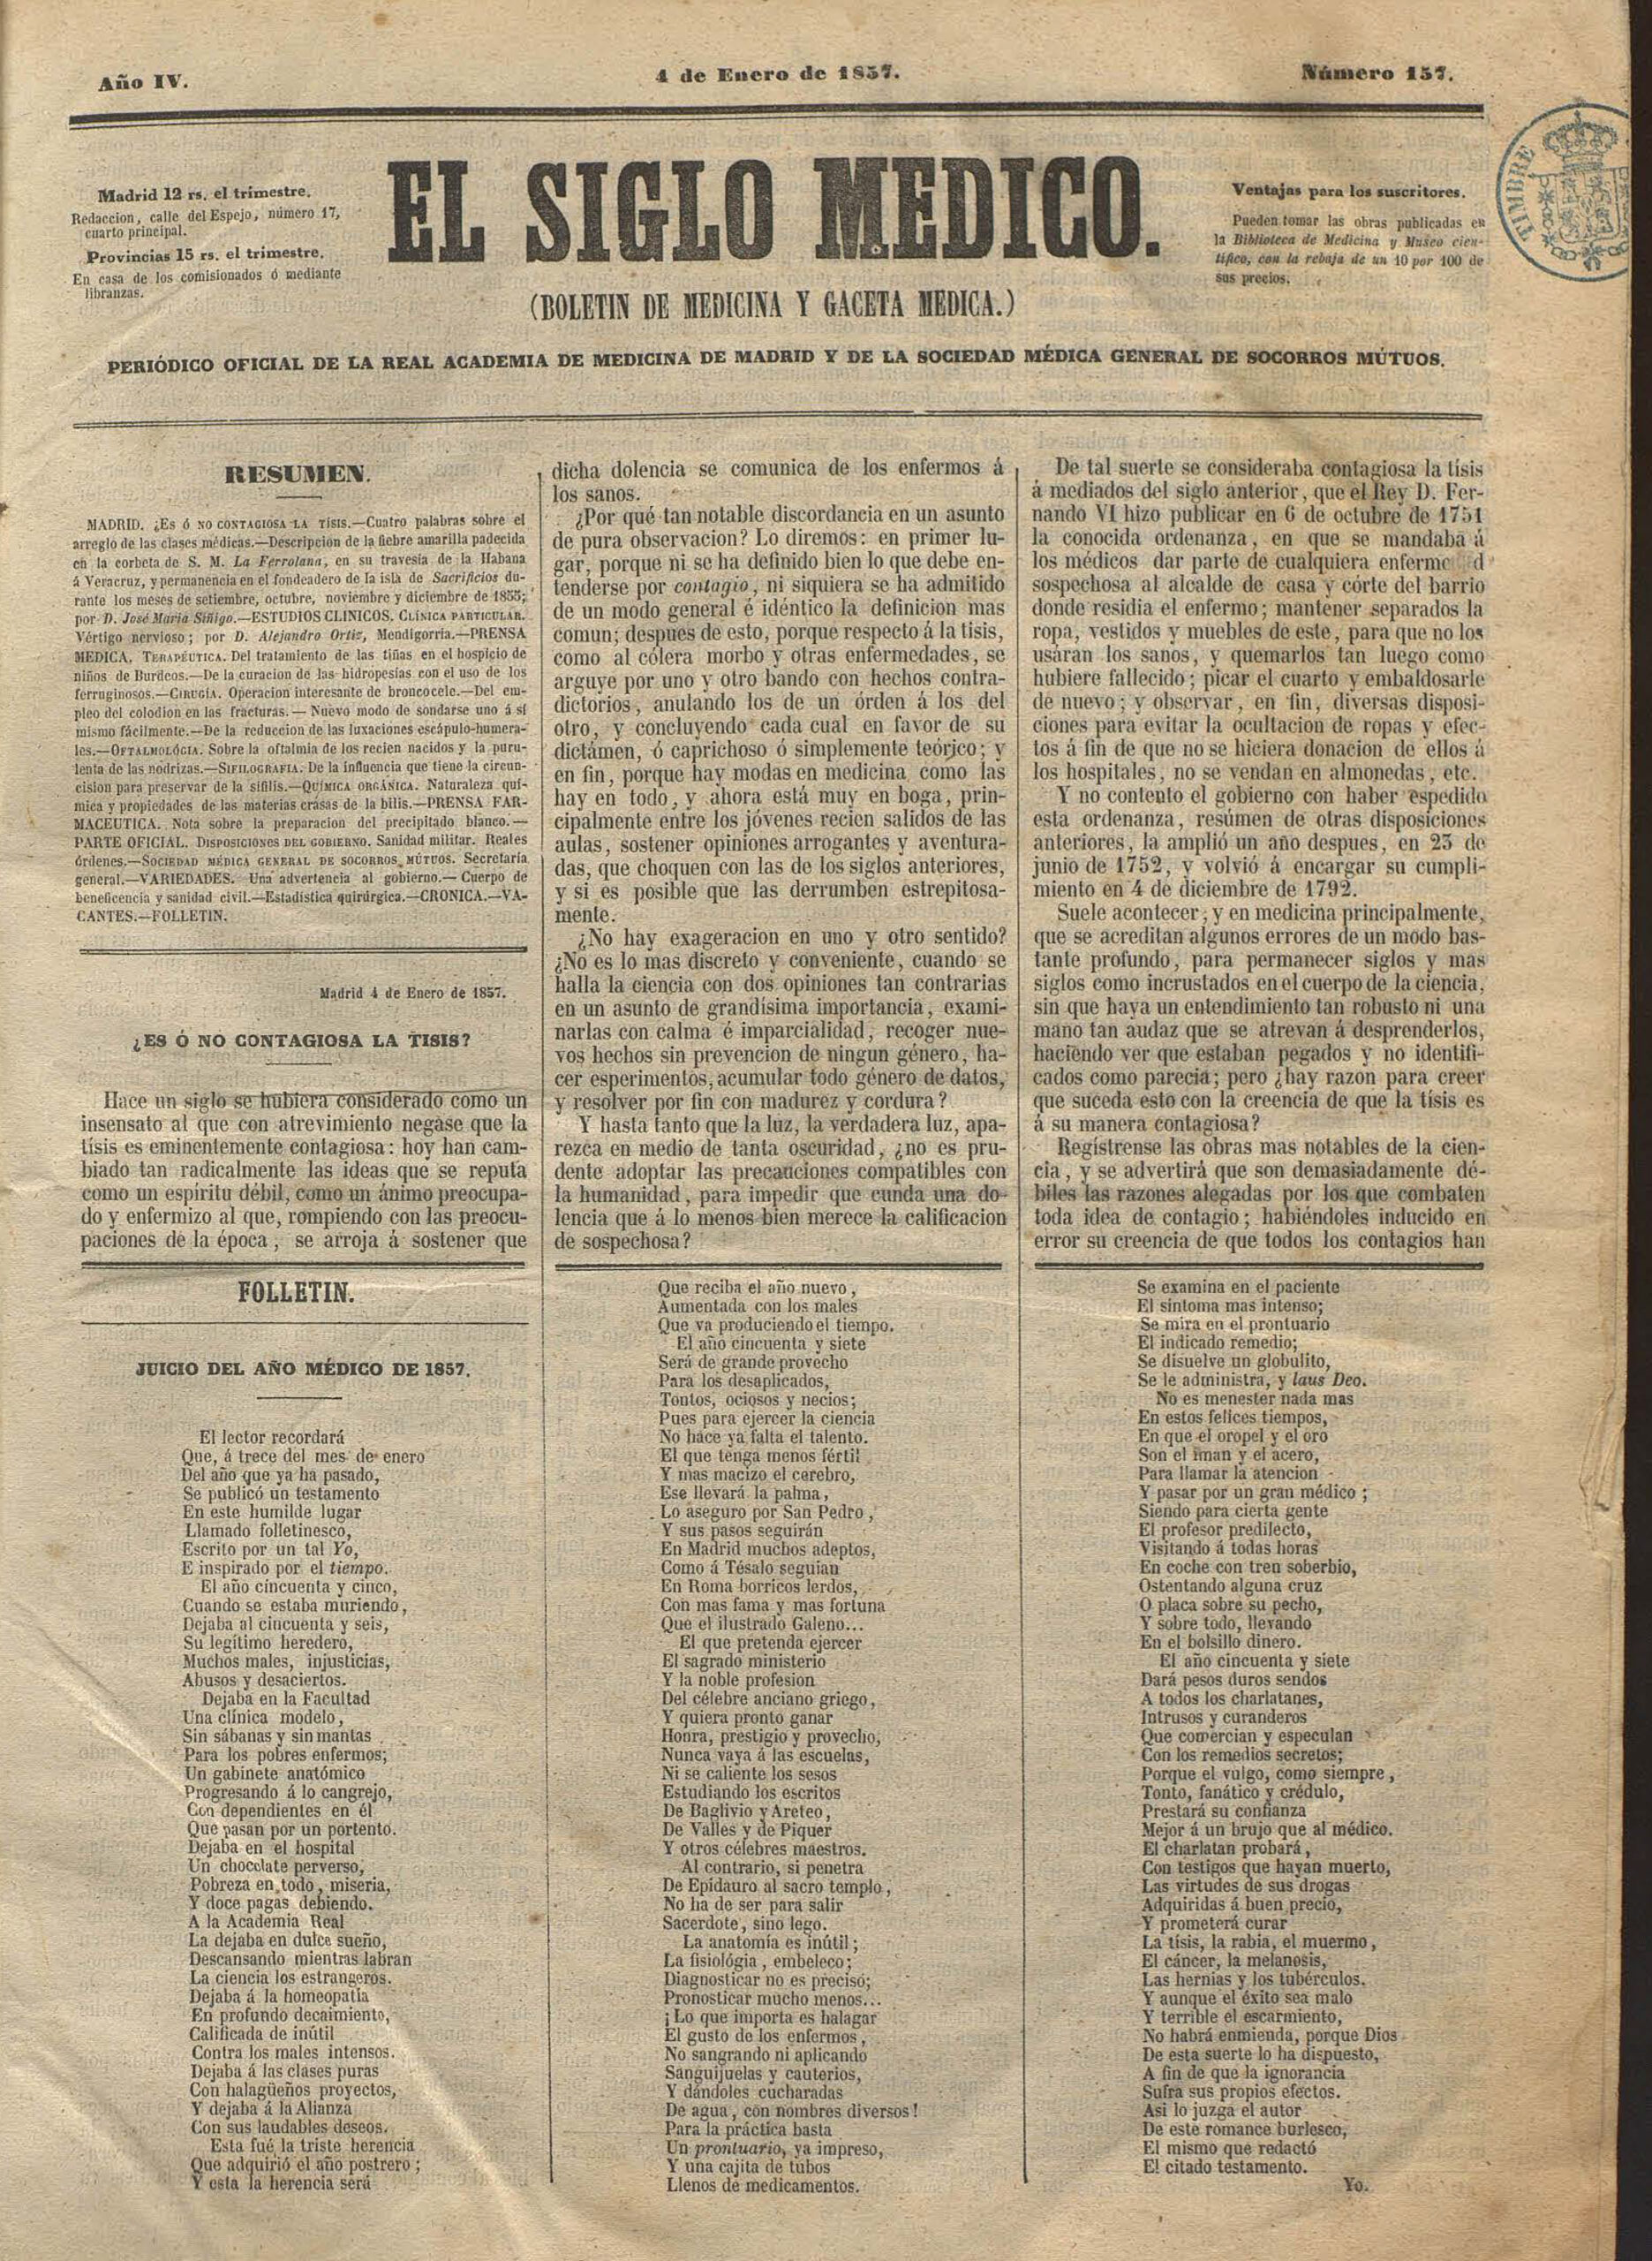 Año IV.
4 de Enero de 1857.
Número 157.
TIMBRE
Madrid 12 rs. el trimestre.
Redaccion, calle del Espejo, número 17,
cuarto principal.
Provincias 15 rs. el trimestre.
En casa de los comisionados ó mediante
libranzas.
EL SIGLO MEDICO.
(BOLETIN DE MEDICINA Y GACETA MEDICA.)
Ventajas para los suscritores.
Pueden tomar las obras publicadas en
la Biblioteca de Medicina y Museo cien-
tífico, con la rebaja de un 10 por 100 de
sus precios.
PERIÓDICO OFICIAL DE LA REAL ACADEMIA DE MEDICINA DE MADRID Y DE LA SOCIEDAD MÉDICA GENERAL DE SOCORROS MÚTUOS.
RESUMEN.
MADRID. ¿Es ó no contagiosa la tísis.—Cuatro palabras sobre el
arreglo de las clases médicas.—Descripcion de la fiebre amarilla padecida
en la corbeta de S. M. La Ferrolana, en su travesía de la Habana
á Veracruz, y permanencia en el fondeadero de la isla de Sacrificios du-
rante los meses de setiembre, octubre, noviembre y diciembre de 1855;
por D. José María Siñigo.—ESTUDIOS CLINICOS. Clínica particular.
Vértigo nervioso; por D. Alejandro Ortiz, Mendigorria.—PRENSA
MEDICA. Terapéutica. Del tratamiento de las tiñas en el hospicio de
niños de Burdeos.—De la curacion de las hidropesías con el uso de los
ferruginosos.—Cirugía. Operacion interesante de broncocele.—Del em-
pleo del colodion en las fracturas.—Nuevo modo de sondarse uno á sí
mismo fácilmente.—De la reduccion de las luxaciones escápulo-humera-
les.—Oftalmológia. Sobre la oftalmia de los recien nacidos y la puru-
lenta de las nodrizas.—Sifilografia. De la influencia que tiene la circun-
cision para preservar de la sífilis.—Química orgánica. Naturaleza quí-
mica y propiedades de las materias crasas de la bilis.—PRENSA FAR-
MACEUTICA. Nota sobre la preparacion del precipitado blanco.—
PARTE OFICIAL. Disposiciones del gobierno. Sanidad militar. Reales
órdenes.—Sociedad médica general de socorros mútuos. Secretaría
general.—VARIEDADES. Una advertencia al gobierno.—Cuerpo de
beneficencia y sanidad civil.—Estadística quirúrgica.—CRONICA.—VA-
CANTES.—FOLLETIN.
Madrid 4 de Enero de 1857.
¿ES Ó NO CONTAGIOSA LA TISIS?
Hace un siglo se hubiera considerado como un
insensato al que con atrevimiento negase que la
tísis es eminentemente contagiosa: hoy han cam-
biado tan radicalmente las ideas que se reputa
como un espíritu débil, como un ánimo preocupa-
do y enfermizo al que, rompiendo con las preocu-
paciones de la época, se arroja á sostener que
dicha dolencia se comunica de los enfermos á
los sanos.
¿Por qué tan notable discordancia en un asunto
de pura observacion? Lo diremos: en primer lu-
gar, porque ni se ha definido bien lo que debe en-
tenderse por contagio, ni siquiera se ha admitido
de un modo general é idéntico la definicion mas
comun; despues de esto, porque respecto á la tisis,
como al cólera morbo y otras enfermedades, se
arguye por uno y otro bando con hechos contra-
dictorios, anulando los de un órden á los del
otro, y concluyendo cada cual en favor de su
dictámen, ó caprichoso ó simplemente teórico; y
en fin, porque hay modas en medicina como las
hay en todo, y ahora está muy en boga, prin-
cipalmente entre los jóvenes recien salidos de las
aulas, sostener opiniones arrogantes y aventura-
das, que choquen con las de los siglos anteriores,
y si es posible que las derrumben estrepitosa-
mente.
¿No hay exageracion en uno y otro sentido?
¿No es lo mas discreto y conveniente, cuando se
halla la ciencia con dos opiniones tan contrarias
en un asunto de grandísima importancia, exami-
narlas con calma é imparcialidad, recoger nue-
vos hechos sin prevencion de ningun género, ha-
cer esperimentos, acumular todo género de datos,
y resolver por fin con madurez y cordura?
Y hasta tanto que la luz, la verdadera luz, apa-
rezca en medio de tanta oscuridad, ¿no es pru-
dente adoptar las precauciones compatibles con
la humanidad, para impedir que cunda una do-
lencia que á lo menos bien merece la calificacion
de sospechosa?
De tal suerte se consideraba contagiosa la tísis
á mediados del siglo anterior, que el Rey D. Fer-
nando VI hizo publicar en 6 de octubre de 1751
la conocida ordenanza, en que se mandaba á
los médicos dar parte de cualquiera enferme d
sospechosa al alcalde de casa y córte del barrio
donde residia el enfermo; mantener separados la
ropa, vestidos y muebles de este, para que no los
usáran los sanos, y quemarlos tan luego como
hubiere fallecido; picar el cuarto y embaldosarle
de nuevo; y observar, en fin, diversas disposi-
ciones para evitar la ocultacion de ropas y efec-
tos á fin de que no se hiciera donacion de ellos á
los hospitales, no se vendan en almonedas, etc.
Y no contento el gobierno con haber espedido
esta ordenanza, resúmen de otras disposiciones
anteriores, la amplió un año despues, en 23 de
junio de 1752, y volvió á encargar su cumpli-
miento en 4 de diciembre de 1792.
Suele acontecer, y en medicina principalmente,
que se acreditan algunos errores de un modo bas-
tante profundo, para permanecer siglos y mas
siglos como incrustados en el cuerpo de la ciencia,
sin que haya un entendimiento tan robusto ni una
mano tan audaz que se atrevan á desprenderlos,
haciendo ver que estaban pegados y no identifi-
cados como parecia; pero ¿hay razon para creer
que suceda esto con la creencia de que la tísis es
á su manera contagiosa?
Regístrense las obras mas notables de la cien-
cia, y se advertirá que son demasiadamente dé-
biles las razones alegadas por los que combaten
toda idea de contagio; habiéndoles inducido en
error su creencia de que todos los contagios han
FOLLETIN.
JUICIO DEL AÑO MÉDICO DE 1857.
El lector recordará
Que, á trece del mes de enero
Del año que ya ha pasado,
Se publicó un testamento
En este humilde lugar
Llamado folletinesco,
Escrito por un tal Yo,
E inspirado por el tiempo.
El año cincuenta y cinco,
Cuando se estaba muriendo,
Dejaba al cincuenta y seis,
Su legítimo heredero,
Muchos males, injusticias,
Abusos y desaciertos.
Dejaba en la Facultad
Una clínica modelo,
Sin sábanas y sin mantas
Para los pobres enfermos;
Un gabinete anatómico
Progresando á lo cangrejo,
Con dependientes en él
Que pasan por un portento.
Dejaba en el hospital
Un chocolate perverso,
Pobreza en todo, miseria,
Y doce pagas debiendo.
A la Academia Real
La dejaba en dulce sueño,
Descansando mientras labran
La ciencia los estrangeros.
Dejaba á la homeopatía
En profundo decaimiento,
Calificada de inútil
Contra los males intensos.
Dejaba á las clases puras
Con halagüeños proyectos,
Y dejaba á la Alianza
Con sus laudables deseos.
Esta fué la triste herencia
Que adquirió el año postrero;
Y esta la herencia será
Que reciba el año nuevo,
Aumentada con los males
Que va produciendo el tiempo.
El año cincuenta y siete
Será de grande provecho
Para los desaplicados,
Tontos, ociosos y necios;
Pues para ejercer la ciencia
No hace ya falta el talento.
El que tenga menos fértil
Y mas macizo el cerebro,
Ese llevará la palma,
Lo aseguro por San Pedro,
Y sus pasos seguirán
En Madrid muchos adeptos,
Como á Tésalo seguian
En Roma borricos lerdos,
Con mas fama y mas fortuna
Que el ilustrado Galeno...
El que pretenda ejercer
El sagrado ministerio
Y la noble profesion
Del célebre anciano griego,
Y quiera pronto ganar
Honra, prestigio y provecho,
Nunca vaya á las escuelas,
Ni se caliente los sesos
Estudiando los escritos
De Baglivio y Areteo,
De Valles y de Piquer
Y otros célebres maestros.
Al contrario, si penetra
De Epidauro al sacro templo,
No ha de ser para salir
Sacerdote, sino lego.
La anatomía es inútil;
La fisiológia, embeleco;
Diagnosticar no es preciso;
Pronosticar mucho menos...
¡Lo que importa es halagar
El gusto de los enfermos,
No sangrando ni aplicando
Sanguijuelas y cauterios,
Y dándoles cucharadas
De agua, con nombres diversos!
Para la práctica basta
Un prontuario, ya impreso,
Y una cajita de tubos
Llenos de medicamentos.
Se examina en el paciente
El síntoma mas intenso;
Se mira en el prontuario
El indicado remedio;
Se disuelve un globulito,
Se le administra, y laus Deo.
No es menester nada mas
En estos felices tiempos,
En que el oropel y el oro
Son el iman y el acero,
Para llamar la atencion
Y pasar por un gran médico;
Siendo para cierta gente
El profesor predilecto,
Visitando á todas horas
En coche con tren soberbio,
Ostentando alguna cruz
O placa sobre su pecho,
Y sobre todo, llevando
En el bolsillo dinero.
El año cincuenta y siete
Dará pesos duros sendos
A todos los charlatanes,
Intrusos y curanderos
Que comercian y especulan
Con los remedios secretos;
Porque el vulgo, como siempre,
Tonto, fanático y crédulo,
Prestará su confianza
Mejor á un brujo que al médico.
El charlatan probará,
Con testigos que hayan muerto,
Las virtudes de sus drogas
Adquiridas á buen precio,
Y prometerá curar
La tísis, la rabia, el muermo,
El cáncer, la melanosis,
Las hernias y los tubérculos.
Y aunque el éxito sea malo
Y terrible el escarmiento,
No habrá enmienda, porque Dios
De esta suerte lo ha dispuesto,
A fin de que la ignorancia
Sufra sus propios efectos.
Asi lo juzga el autor
De este romance burlesco,
El mismo que redactó
El citado testamento.
Yo.